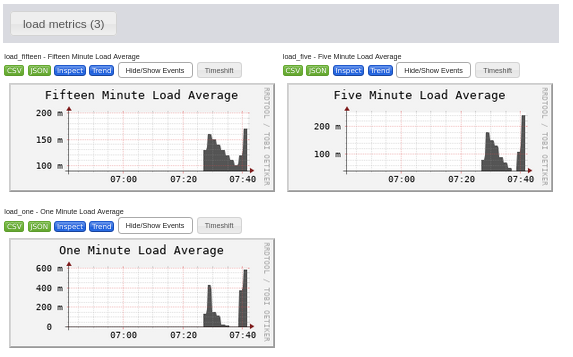 load metrics (3)
load_fifteen - Fifteen Minute Load Average
CSV JSON Inspect Trend Hide/Show Events Timeshift
Fifteen Minute Load Average
200 m
150 m
100 m
07:00 07:20 07:40
RRDTOOL / TOBI OETIKER
load_five - Five Minute Load Average
CSV JSON Inspect Trend Hide/Show Events Timeshift
Five Minute Load Average
200 m
100 m
07:00 07:20 07:40
RRDTOOL / TOBI OETIKER
load_one - One Minute Load Average
CSV JSON Inspect Trend Hide/Show Events Timeshift
One Minute Load Average
600 m
400 m
200 m
0
07:00 07:20 07:40
RRDTOOL / TOBI OETIKER